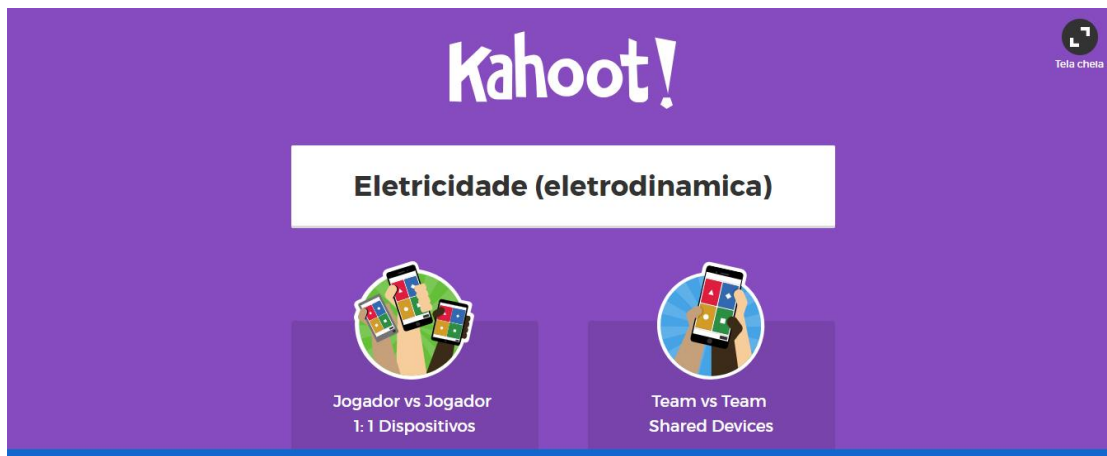 Kahoot!
Tela cheia
Eletricidade (eletrodinamica)
Jogador vs Jogador
1:1 Dispositivos
Team vs Team
Shared Devices